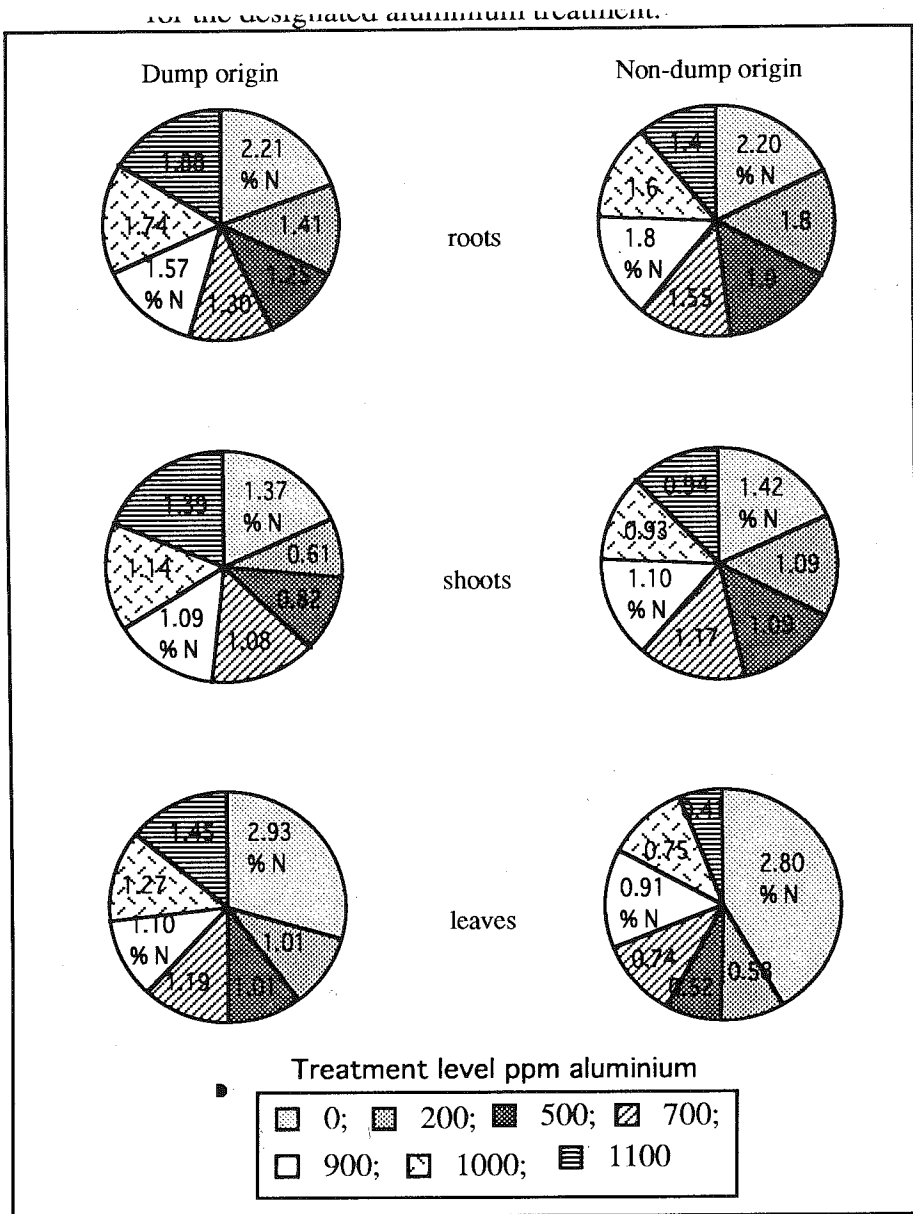 for the designated aluminium treatment.
Dump origin
Non-dump origin
1.88
2.21
% N
1.74
1.41
1.57
% N
1.25
1.30
roots
1.4
2.20
% N
1.6
1.8
1.8
% N
1.9
1.55
1.39
1.37
% N
0.61
1.14
0.82
1.09
% N
1.08
shoots
0.94
1.42
% N
0.93
1.09
1.10
% N
1.09
1.17
1.45
2.93
% N
1.27
1.01
1.10
% N
1.19
1.01
leaves
2.80
% N
0.75
0.91
% N
0.74
0.52
0.58
Treatment level ppm aluminium
0; 200; 500; 700;
900; 1000; 1100